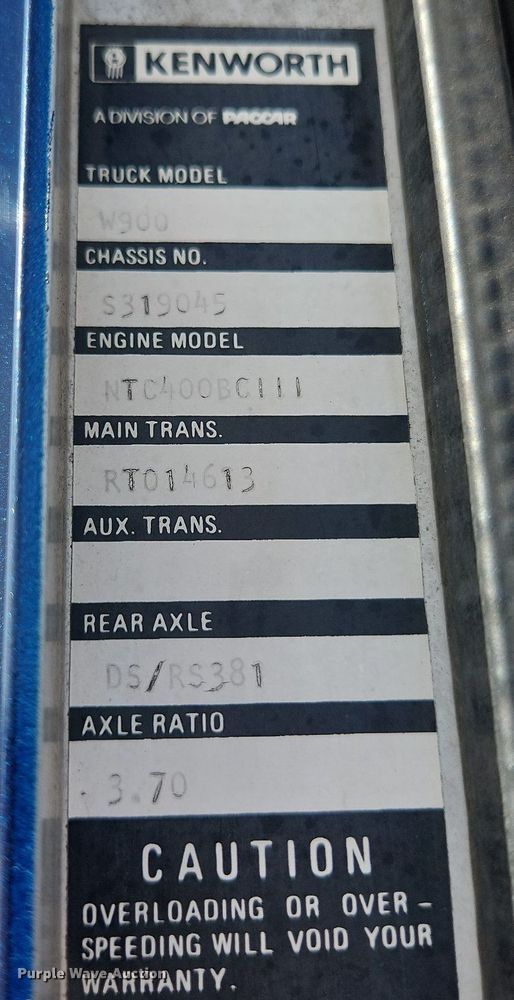 KENWORTH
A DIVISION OF PACCAR
TRUCK MODEL
W900
CHASSIS NO.
S319045
ENGINE MODEL
NTC400BCIII
MAIN TRANS.
RTO14613
AUX. TRANS.
REAR AXLE
DS/RS381
AXLE RATIO
3.70
CAUTION
OVERLOADING OR OVER-
SPEEDING WILL VOID YOUR
WARRANTY.
Purple Wave Auction